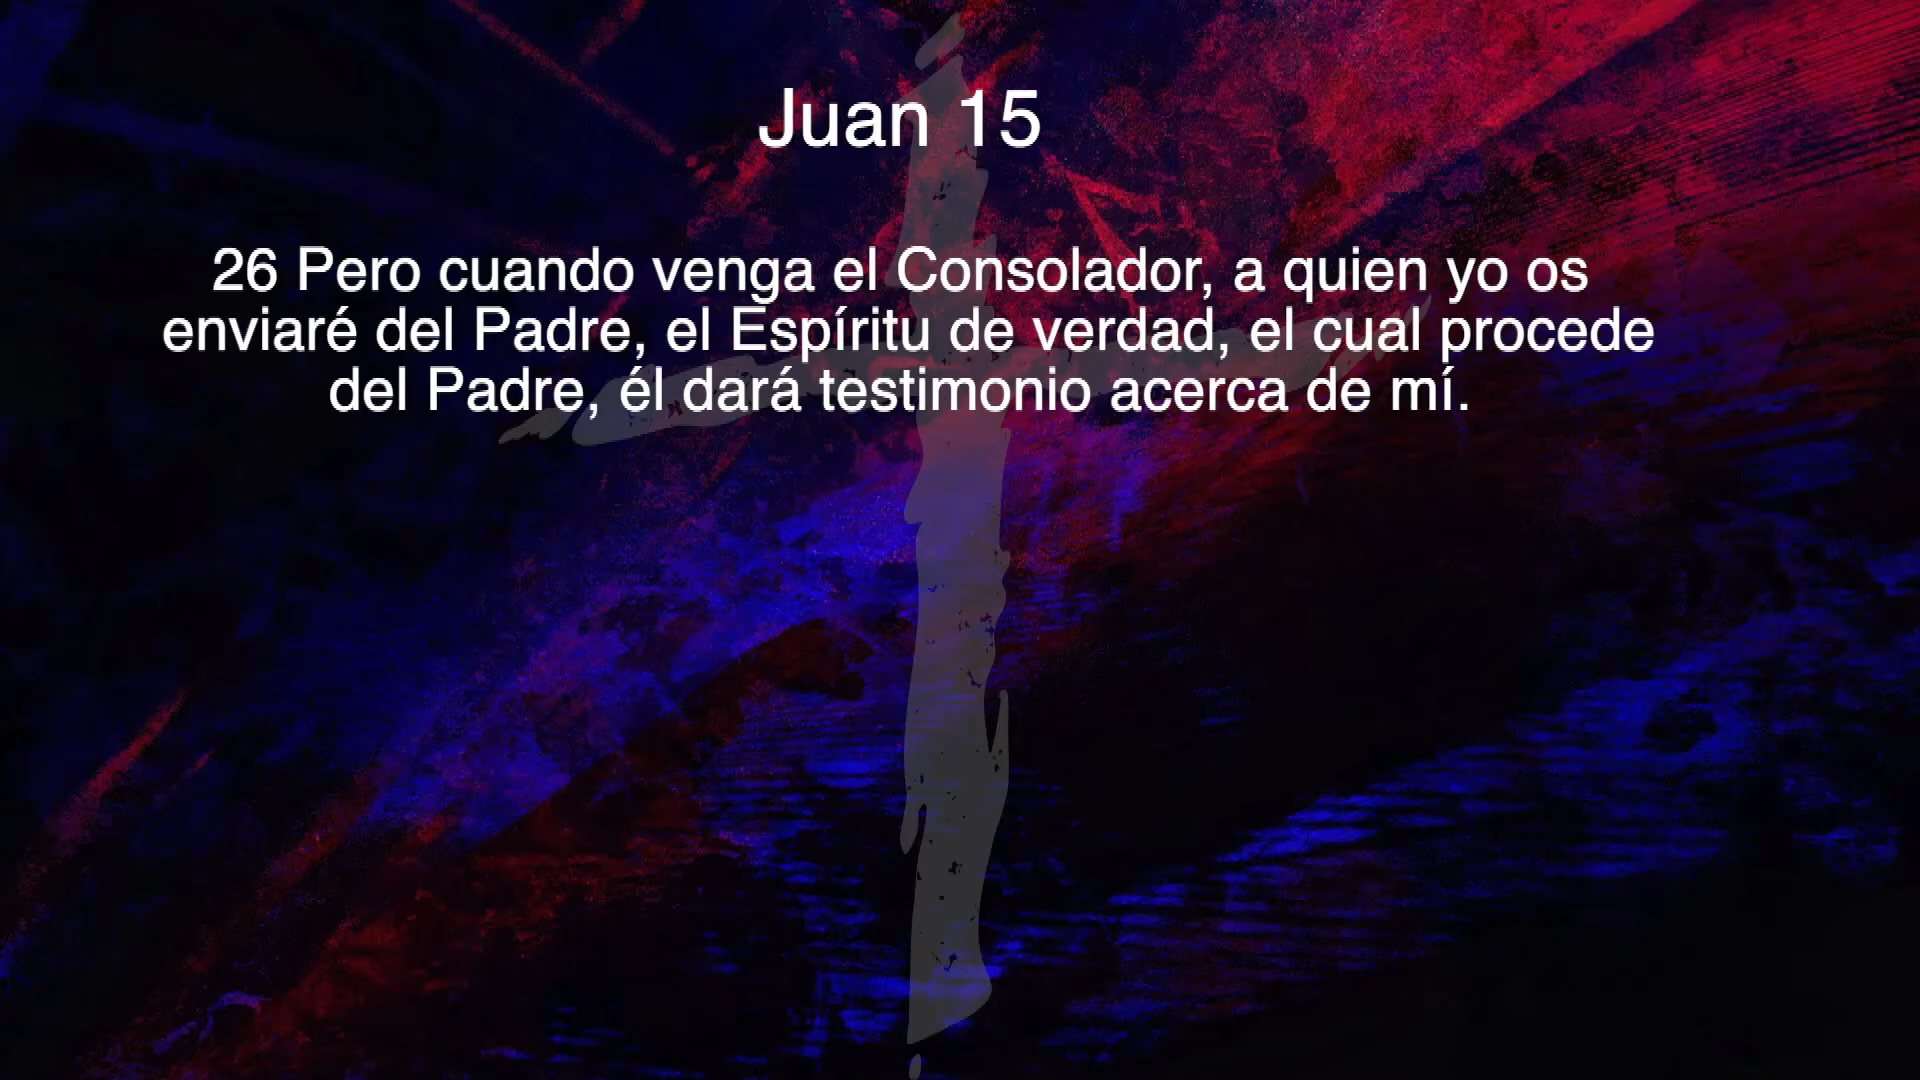 Juan 15
26 Pero cuando venga el Consolador, a quien yo os
enviaré del Padre, el Espíritu de verdad, el cual procede
del Padre, él dará testimonio acerca de mí.